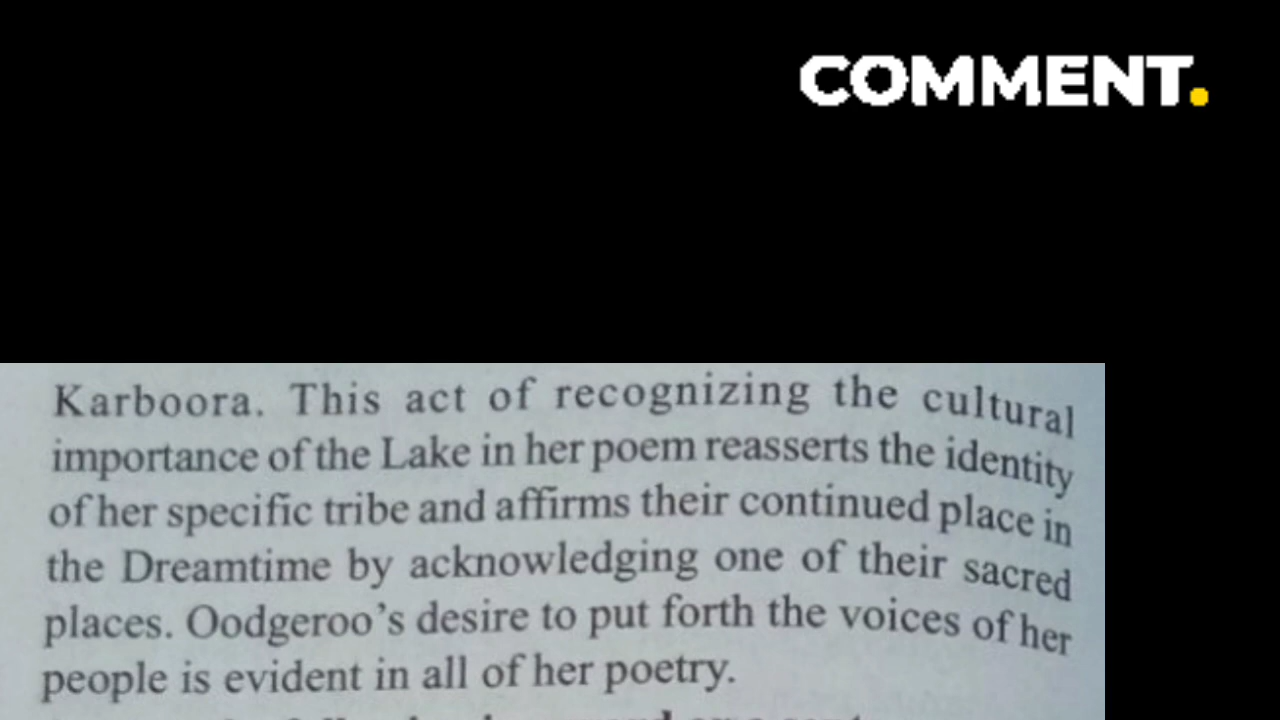 COMMENT.
Karboora. This act of recognizing the cultural
importance of the Lake in her poem reasserts the identity
of her specific tribe and affirms their continued place in
the Dreamtime by acknowledging one of their sacred
places. Oodgeroo's desire to put forth the voices of her
people is evident in all of her poetry.